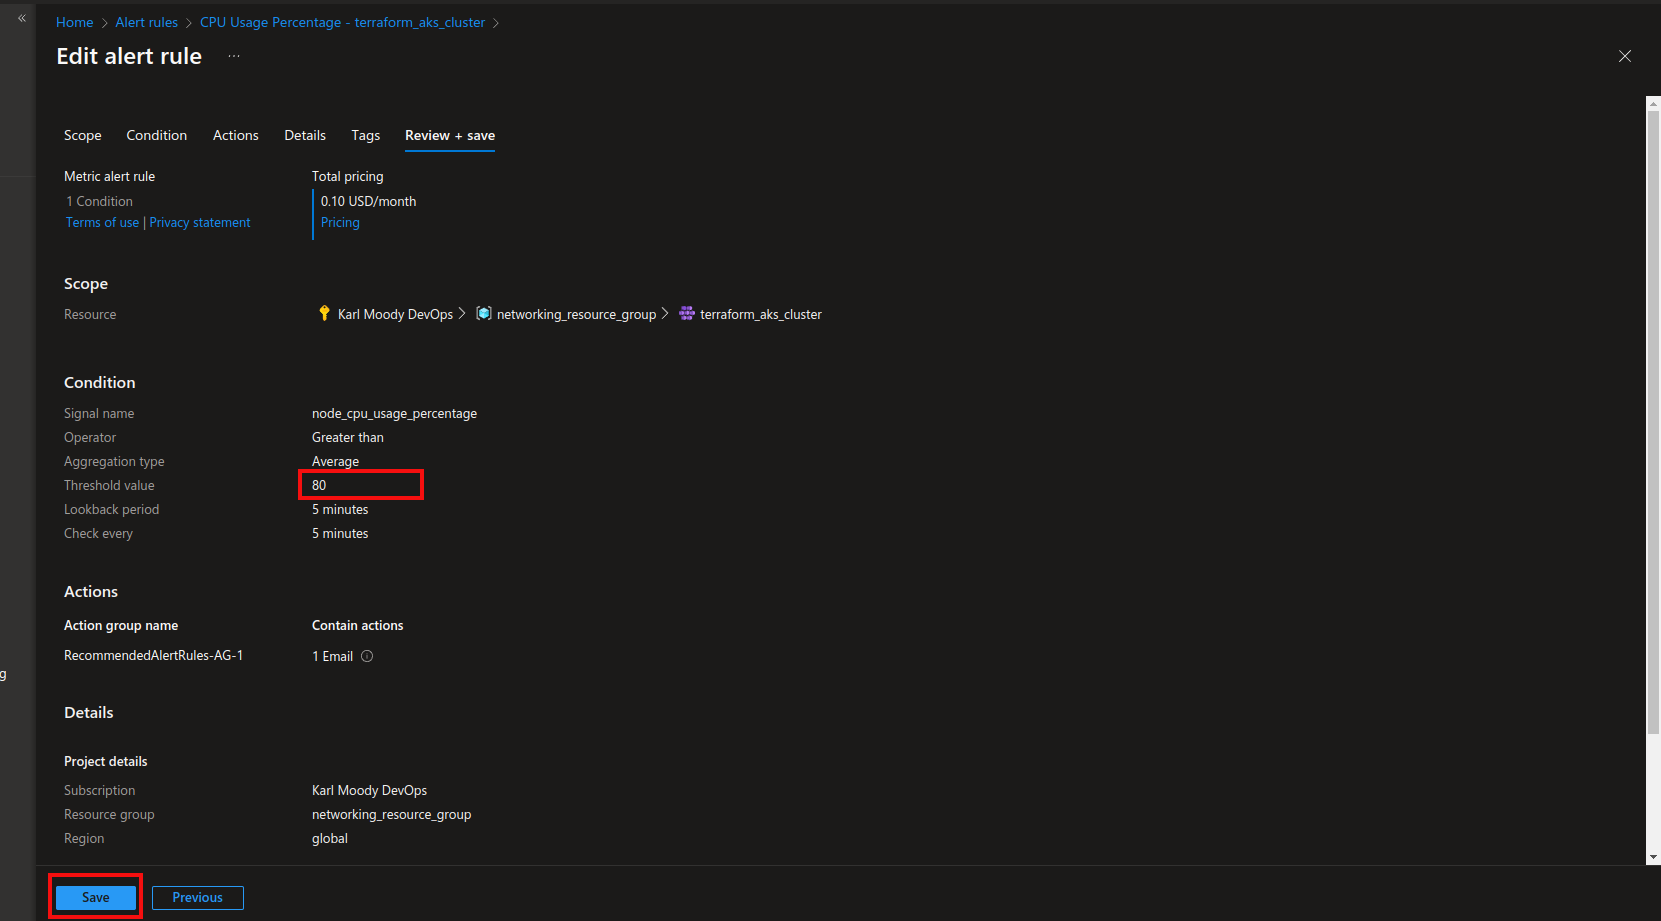 «
Home > Alert rules > CPU Usage Percentage - terraform_aks_cluster >
Edit alert rule ...
Scope Condition Actions Details Tags Review + save
Metric alert rule Total pricing
1 Condition 0.10 USD/month
Terms of use | Privacy statement Pricing
Scope
Resource Karl Moody DevOps > networking_resource_group > terraform_aks_cluster
Condition
Signal name node_cpu_usage_percentage
Operator Greater than
Aggregation type Average
Threshold value 80
Lookback period 5 minutes
Check every 5 minutes
Actions
Action group name Contain actions
RecommendedAlertRules-AG-1 1 Email
g
Details
Project details
Subscription Karl Moody DevOps
Resource group networking_resource_group
Region global
Save Previous